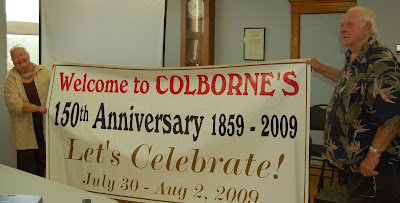 Welcome to COLBORNE'S
150th Anniversary 1859 - 2009
Let's Celebrate!
July 30 - Aug 2, 2009